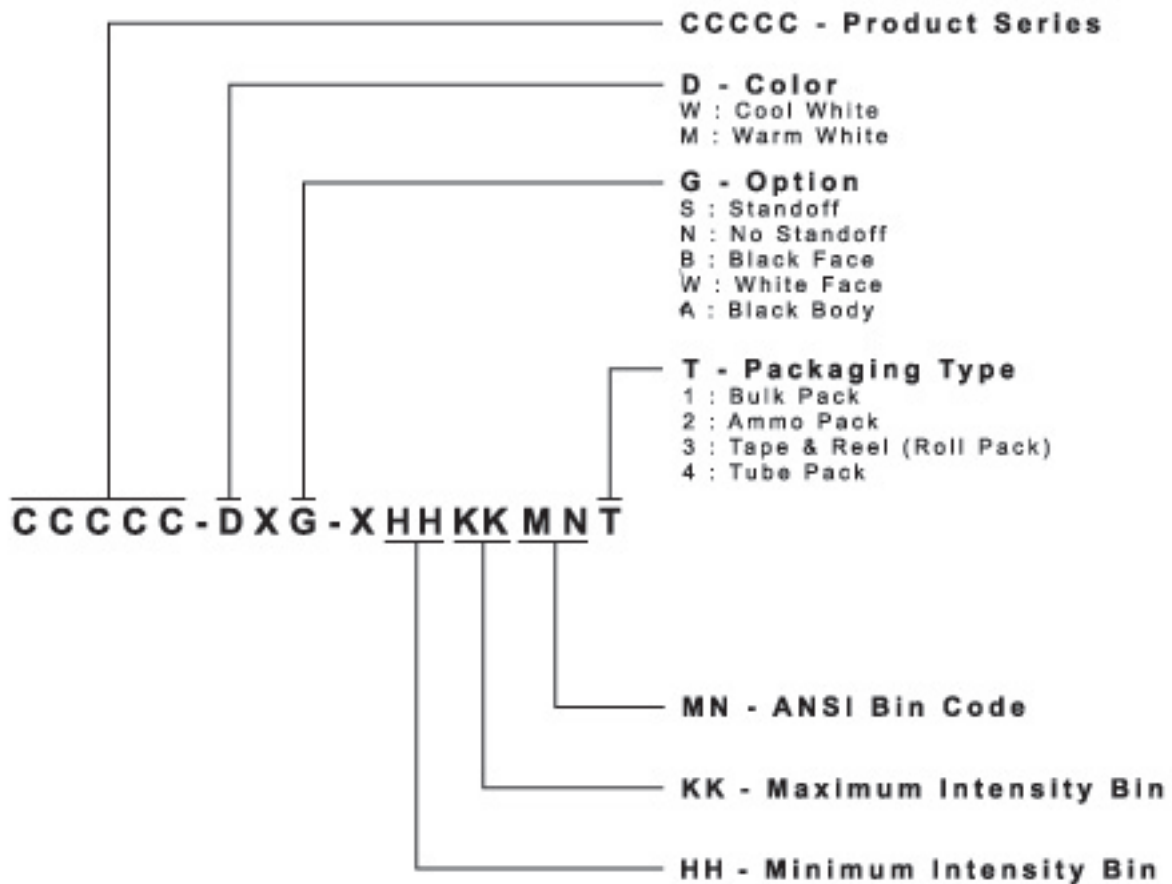 CCCCC - Product Series
D - Color
W : Cool White
M : Warm White
G - Option
S : Standoff
N : No Standoff
B : Black Face
W : White Face
A : Black Body
T - Packaging Type
1 : Bulk Pack
2 : Ammo Pack
3 : Tape & Reel (Roll Pack)
4 : Tube Pack
CCCCC-DXG-XHHKKMNT
MN - ANSI Bin Code
KK - Maximum Intensity Bin
HH - Minimum Intensity Bin